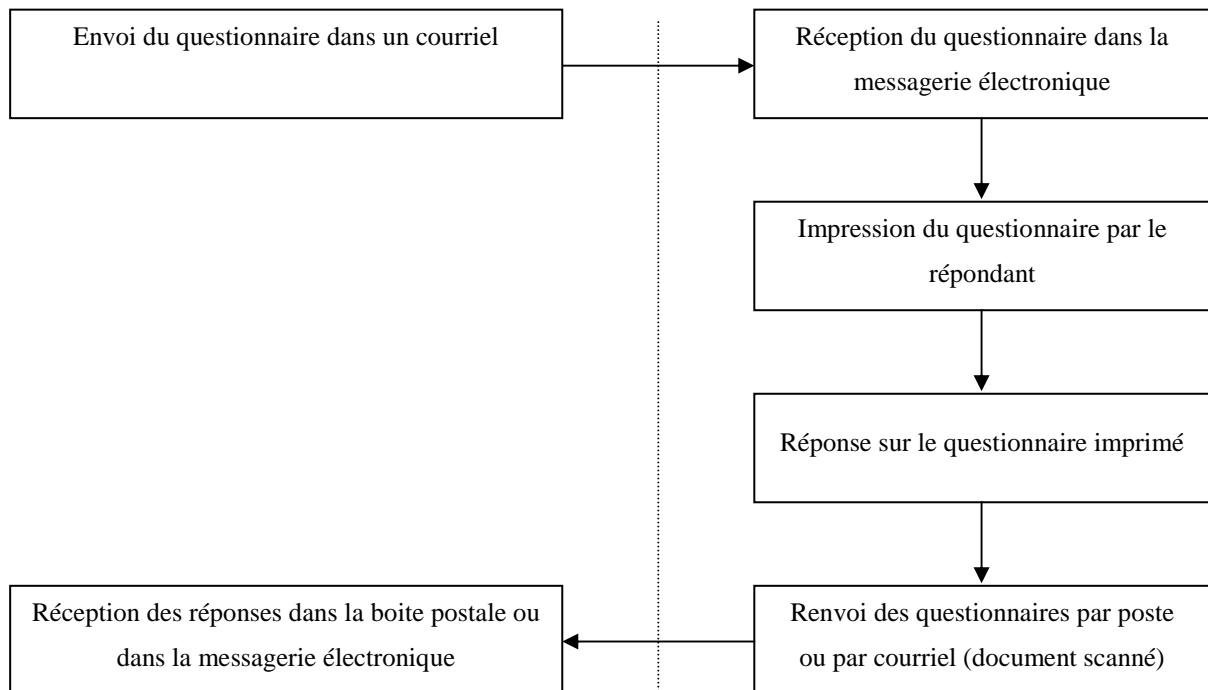 Envoi du questionnaire dans un courriel
Réception du questionnaire dans la
messagerie électronique
Impression du questionnaire par le
répondant
Réponse sur le questionnaire imprimé
Renvoi des questionnaires par poste
ou par courriel (document scanné)
Réception des réponses dans la boite postale ou
dans la messagerie électronique